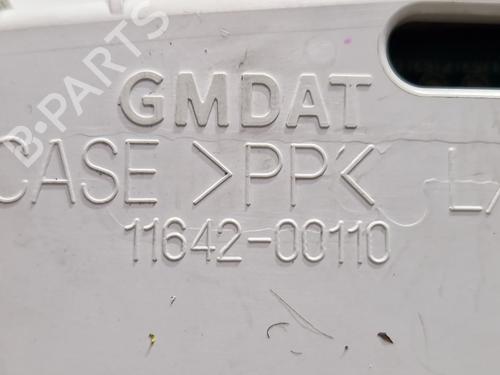 B-PARTS
GMDAT
CASE >PP<
11642-00110